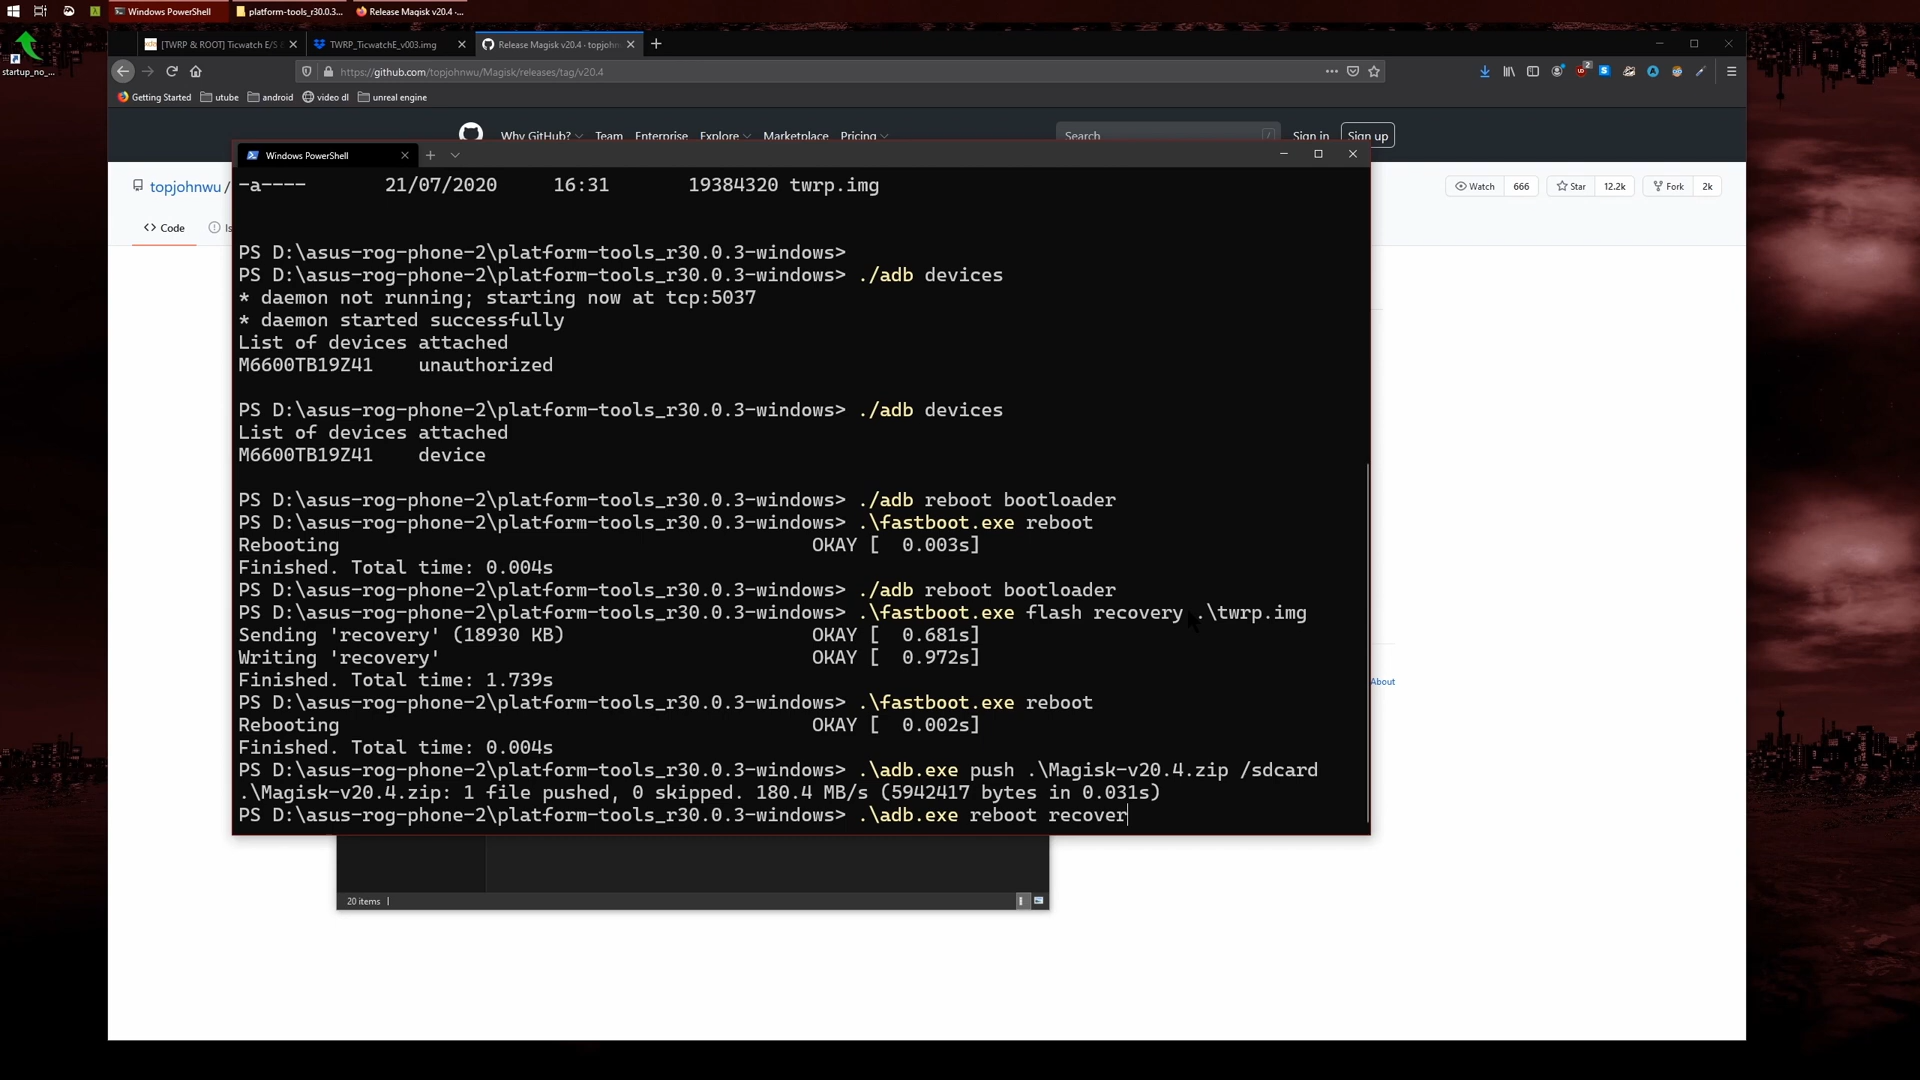 Windows PowerShell
platform-tools_r30.0.3...
Release Magisk v20.4 -...
startup_no_...
[TWRP & ROOT] Ticwatch E/S
TWRP_TicwatchE_v003.img
Release Magisk v20.4 · topjohn
https://github.com/topjohnwu/Magisk/releases/tag/v20.4
2
Getting Started
utube
android
video dl
unreal engine
Why GitHub?
Team
Enterprise
Explore
Marketplace
Pricing
Search
/
Sign in
Sign up
topjohnwu /
Watch 666
Star 12.2k
Fork 2k
Code
Is
About
Windows PowerShell
-a---- 21/07/2020 16:31 19384320 twrp.img
PS D:\asus-rog-phone-2\platform-tools_r30.0.3-windows>
PS D:\asus-rog-phone-2\platform-tools_r30.0.3-windows> ./adb devices
* daemon not running; starting now at tcp:5037
* daemon started successfully
List of devices attached
M6600TB19Z41 unauthorized
PS D:\asus-rog-phone-2\platform-tools_r30.0.3-windows> ./adb devices
List of devices attached
M6600TB19Z41 device
PS D:\asus-rog-phone-2\platform-tools_r30.0.3-windows> ./adb reboot bootloader
PS D:\asus-rog-phone-2\platform-tools_r30.0.3-windows> .\fastboot.exe reboot
Rebooting OKAY [ 0.003s]
Finished. Total time: 0.004s
PS D:\asus-rog-phone-2\platform-tools_r30.0.3-windows> ./adb reboot bootloader
PS D:\asus-rog-phone-2\platform-tools_r30.0.3-windows> .\fastboot.exe flash recovery .\twrp.img
Sending 'recovery' (18930 KB) OKAY [ 0.681s]
Writing 'recovery' OKAY [ 0.972s]
Finished. Total time: 1.739s
PS D:\asus-rog-phone-2\platform-tools_r30.0.3-windows> .\fastboot.exe reboot
Rebooting OKAY [ 0.002s]
Finished. Total time: 0.004s
PS D:\asus-rog-phone-2\platform-tools_r30.0.3-windows> .\adb.exe push .\Magisk-v20.4.zip /sdcard
.\Magisk-v20.4.zip: 1 file pushed, 0 skipped. 180.4 MB/s (5942417 bytes in 0.031s)
PS D:\asus-rog-phone-2\platform-tools_r30.0.3-windows> .\adb.exe reboot recover
20 items